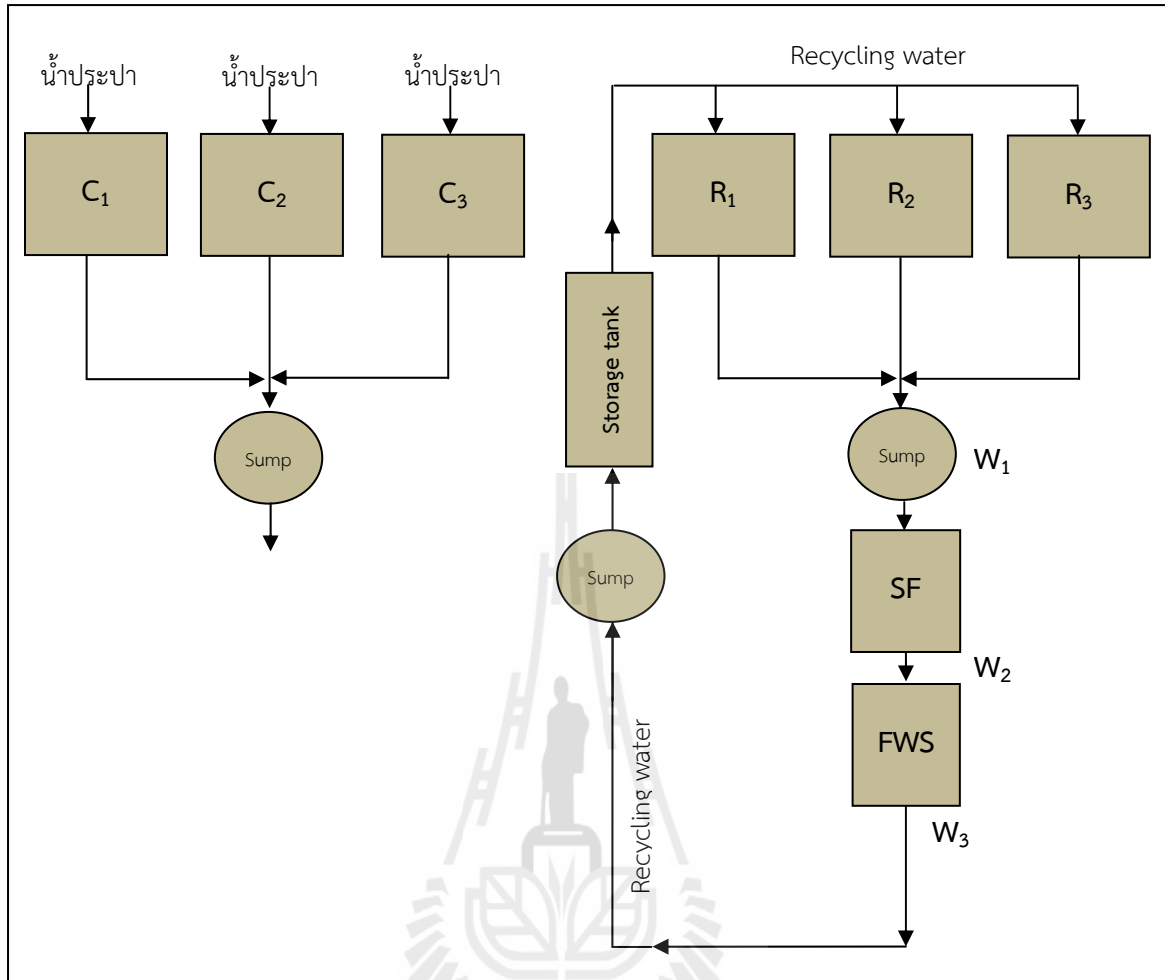 Recycling water
น้ำประปา
น้ำประปา
น้ำประปา
C₁
C₂
C₃
R₁
R₂
R₃
Storage tank
Sump
Sump
W₁
Sump
SF
W₂
FWS
W₃
Recycling water